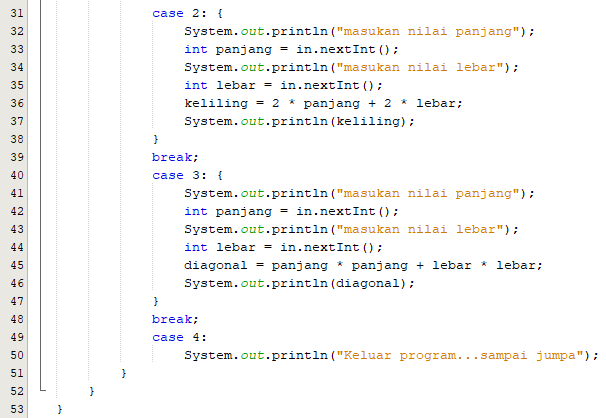 31 case 2: {
32 System.out.println("masukan nilai panjang");
33 int panjang = in.nextInt();
34 System.out.println("masukan nilai lebar");
35 int lebar = in.nextInt();
36 keliling = 2 * panjang + 2 * lebar;
37 System.out.println(keliling);
38 }
39 break;
40 case 3: {
41 System.out.println("masukan nilai panjang");
42 int panjang = in.nextInt();
43 System.out.println("masukan nilai lebar");
44 int lebar = in.nextInt();
45 diagonal = panjang * panjang + lebar * lebar;
46 System.out.println(diagonal);
47 }
48 break;
49 case 4:
50 System.out.println("Keluar program...sampai jumpa");
51 }
52 }
53 }